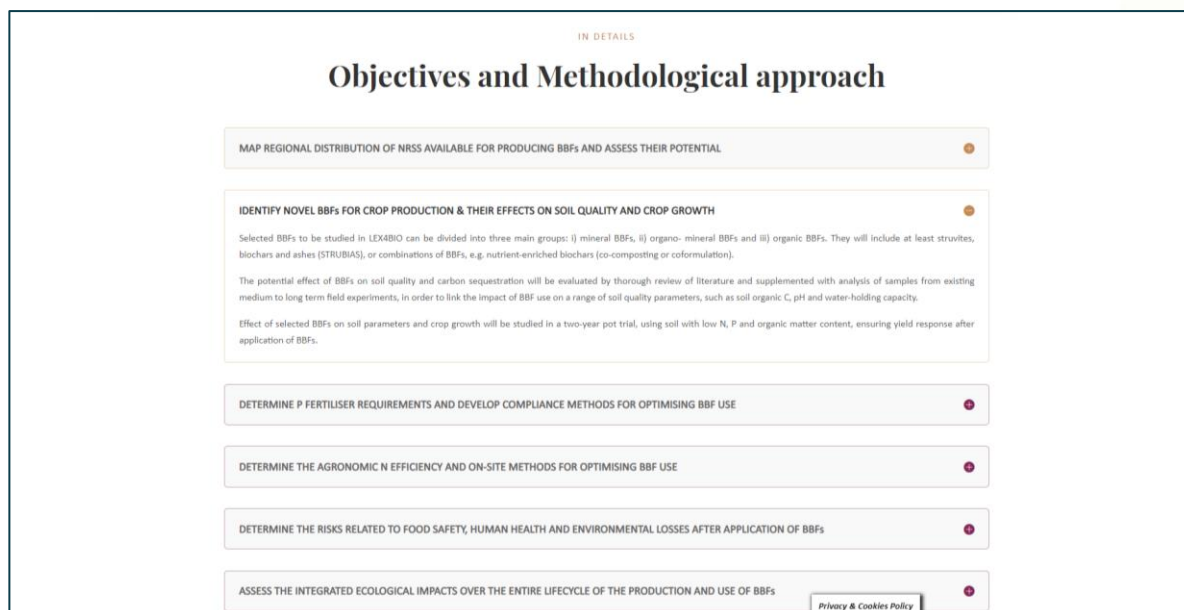 IN DETAILS
Objectives and Methodological approach
MAP REGIONAL DISTRIBUTION OF NRSS AVAILABLE FOR PRODUCING BBFs AND ASSESS THEIR POTENTIAL
IDENTIFY NOVEL BBFs FOR CROP PRODUCTION & THEIR EFFECTS ON SOIL QUALITY AND CROP GROWTH
Selected BBFs to be studied in LEX4BIO can be divided into three main groups: i) mineral BBFs, ii) organo- mineral BBFs and iii) organic BBFs. They will include at least struvites,
biochars and ashes (STRUBIAS), or combinations of BBFs, e.g. nutrient-enriched biochars (co-composting or coformulation).
The potential effect of BBFs on soil quality and carbon sequestration will be evaluated by thorough review of literature and supplemented with analysis of samples from existing
medium to long term field experiments, in order to link the impact of BBF use on a range of soil quality parameters, such as soil organic C, pH and water-holding capacity.
Effect of selected BBFs on soil parameters and crop growth will be studied in a two-year pot trial, using soil with low N, P and organic matter content, ensuring yield response after
application of BBFs.
DETERMINE P FERTILISER REQUIREMENTS AND DEVELOP COMPLIANCE METHODS FOR OPTIMISING BBF USE
DETERMINE THE AGRONOMIC N EFFICIENCY AND ON-SITE METHODS FOR OPTIMISING BBF USE
DETERMINE THE RISKS RELATED TO FOOD SAFETY, HUMAN HEALTH AND ENVIRONMENTAL LOSSES AFTER APPLICATION OF BBFs
ASSESS THE INTEGRATED ECOLOGICAL IMPACTS OVER THE ENTIRE LIFECYCLE OF THE PRODUCTION AND USE OF BBFs
Privacy & Cookies Policy